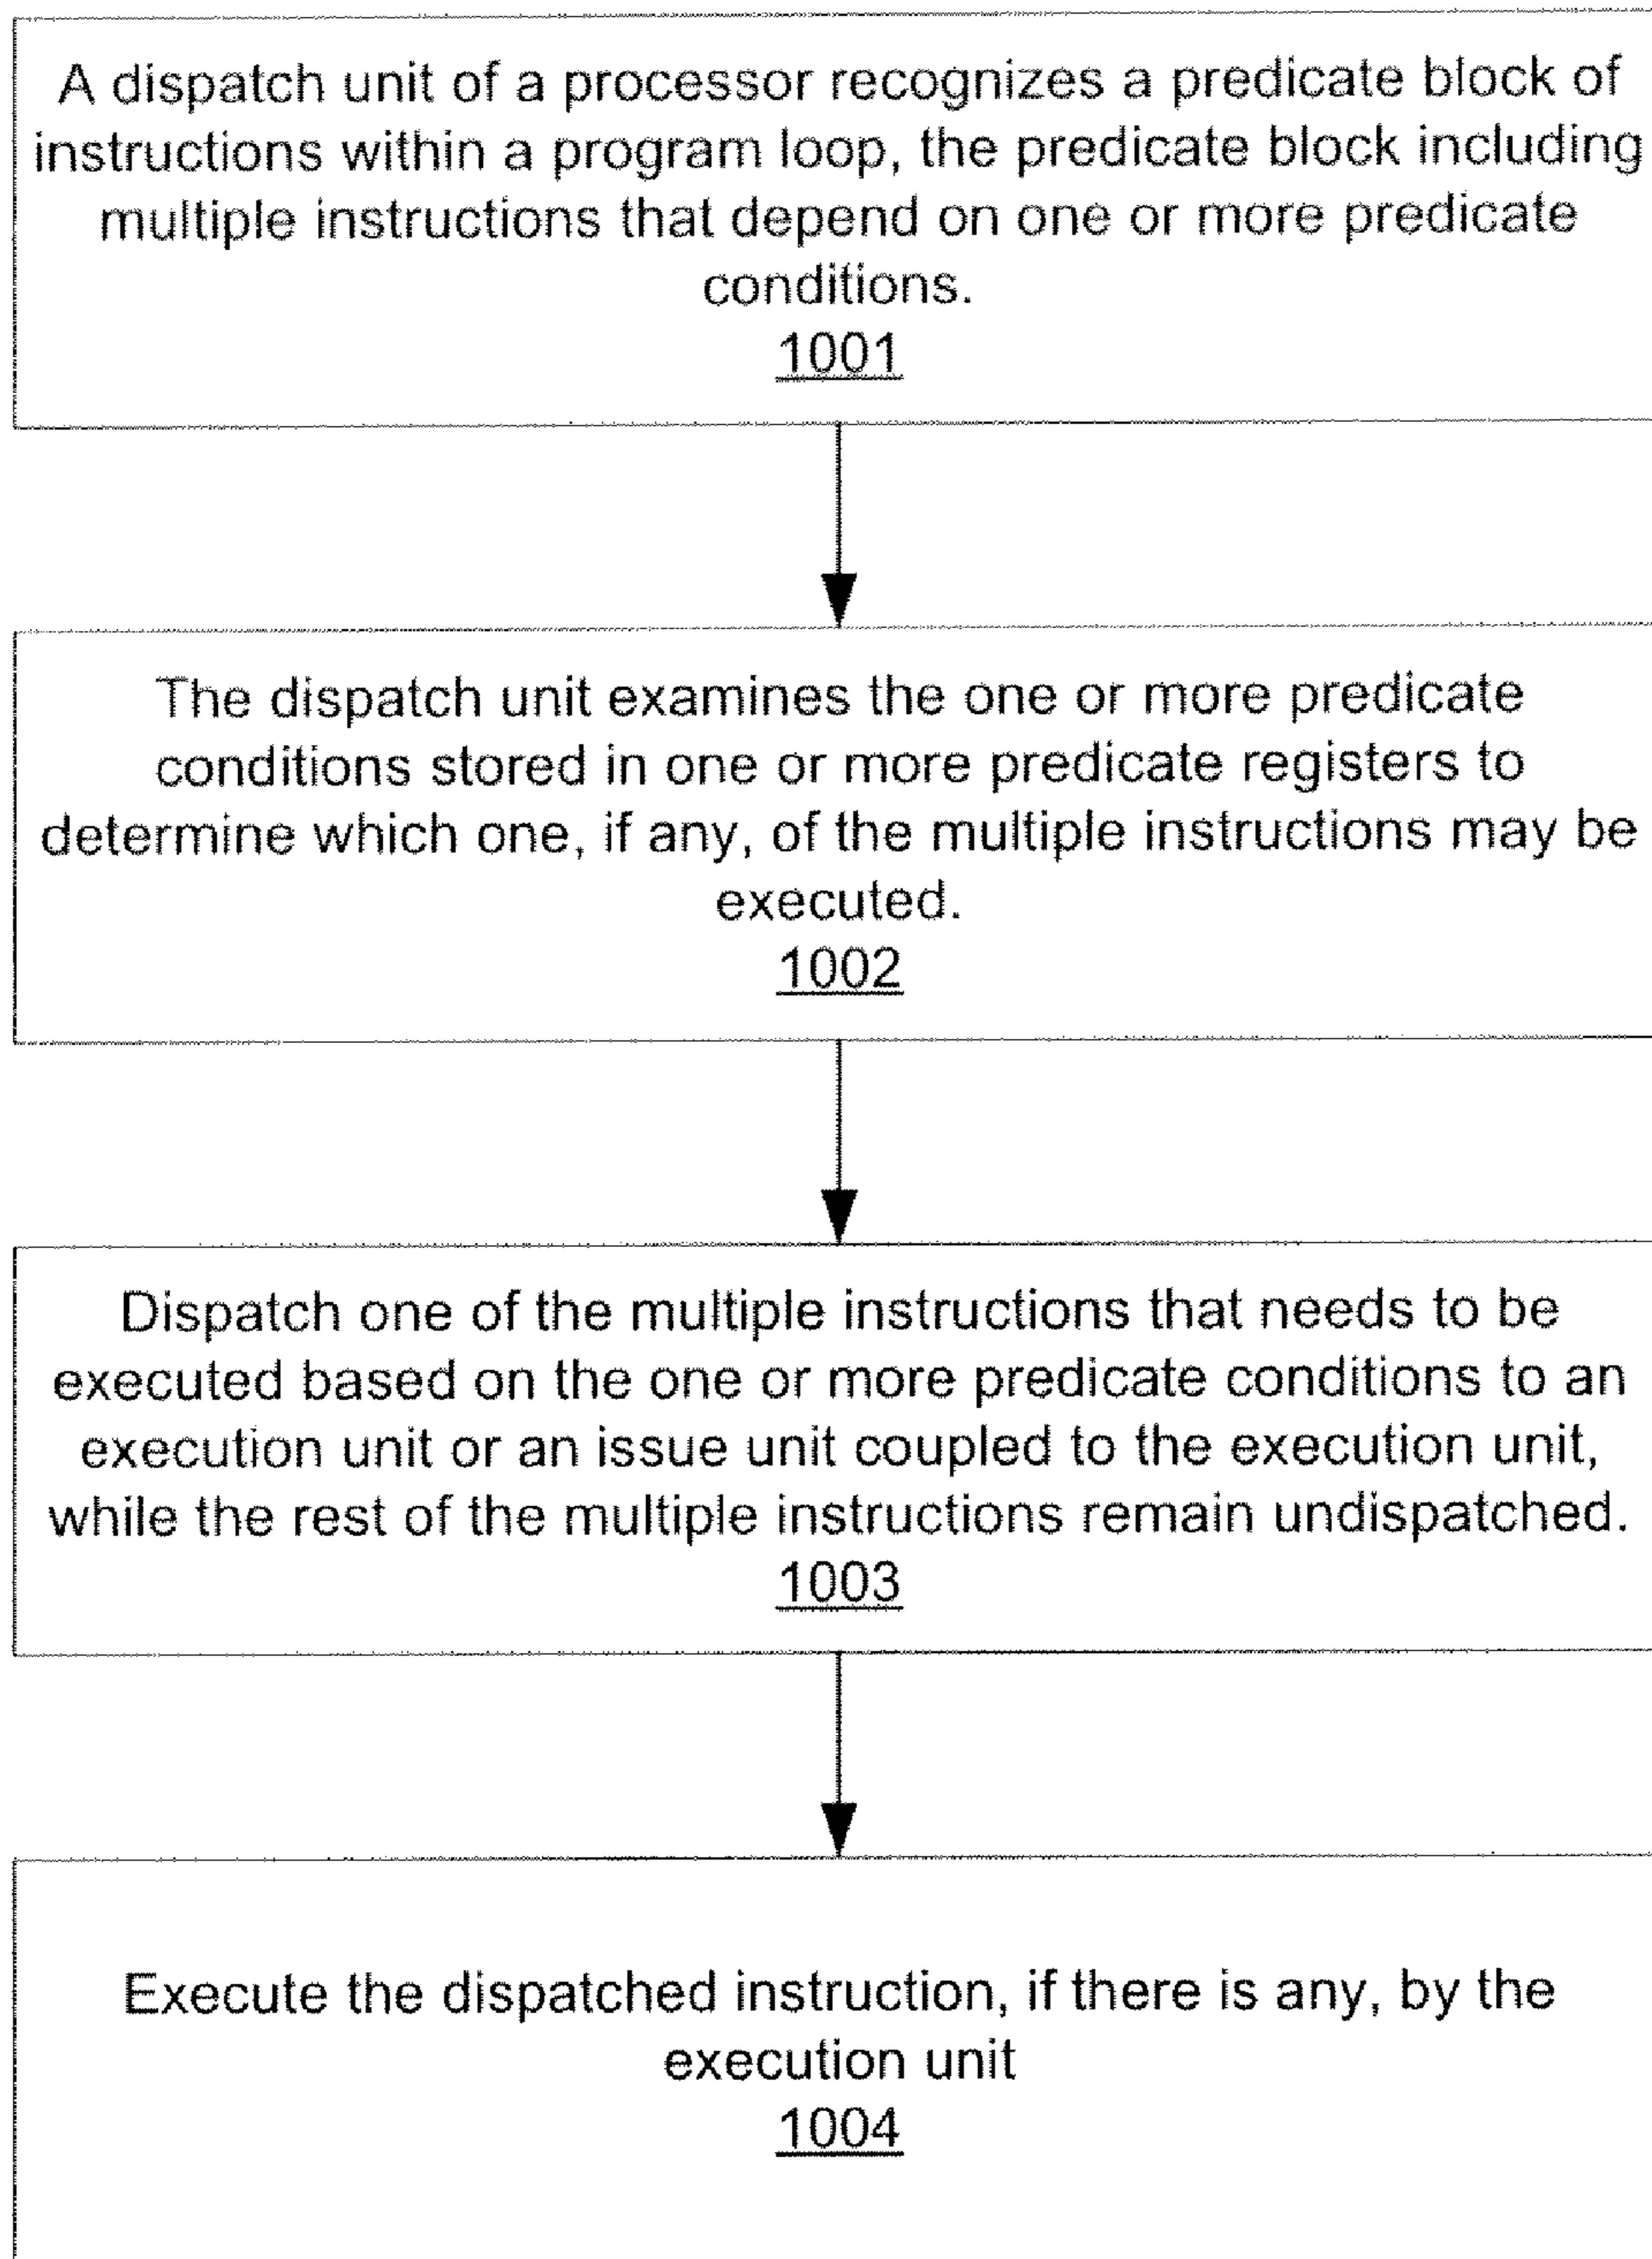 A dispatch unit of a processor recognizes a predicate block of
instructions within a program loop, the predicate block including
multiple instructions that depend on one or more predicate
conditions.
1001
The dispatch unit examines the one or more predicate
conditions stored in one or more predicate registers to
determine which one, if any, of the multiple instructions may be
executed.
1002
Dispatch one of the multiple instructions that needs to be
executed based on the one or more predicate conditions to an
execution unit or an issue unit coupled to the execution unit,
while the rest of the multiple instructions remain undispatched.
1003
Execute the dispatched instruction, if there is any, by the
execution unit
1004